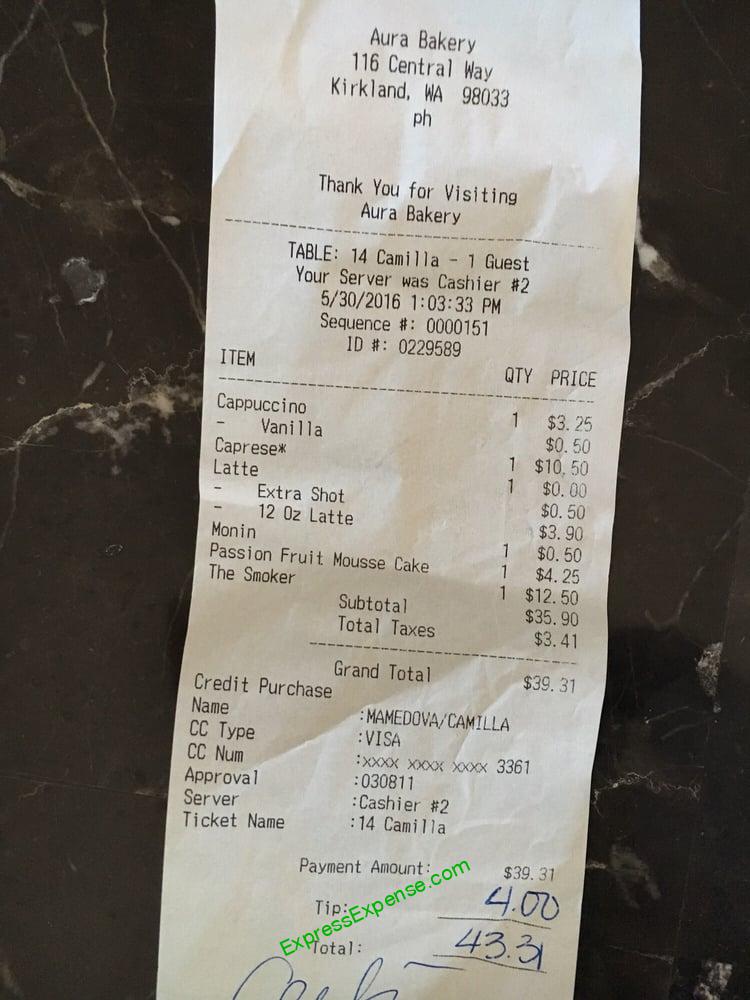 Aura Bakery
116 Central Way
Kirkland, WA 98033
ph
Thank You for Visiting
Aura Bakery
TABLE: 14 Camilla - 1 Guest
Your Server was Cashier #2
5/30/2016 1:03:33 PM
Sequence #: 0000151
ID #: 0229589
ITEM QTY PRICE
Cappuccino 1 $3.25
- Vanilla $0.50
Caprese* 1 $10.50
Latte 1 $0.00
- Extra Shot $0.50
- 12 Oz Latte $3.90
Monin 1 $0.50
Passion Fruit Mousse Cake 1 $4.25
The Smoker 1 $12.50
Subtotal $35.90
Total Taxes $3.41
Grand Total $39.31
Credit Purchase
Name :MAMEDOVA/CAMILLA
CC Type :VISA
CC Num :xxxx xxxx xxxx 3361
Approval :030811
Server :Cashier #2
Ticket Name :14 Camilla
Payment Amount: $39.31
Tip: 4.00
Total: 43.31
ExpressExpense.com